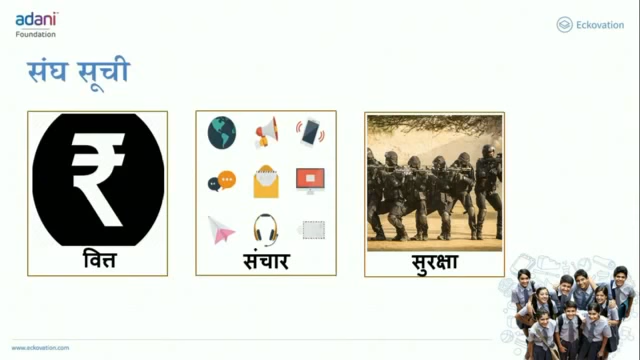 adani
Foundation
Eckovation
संघ सूची
वित्त
संचार
सुरक्षा
www.eckovation.com